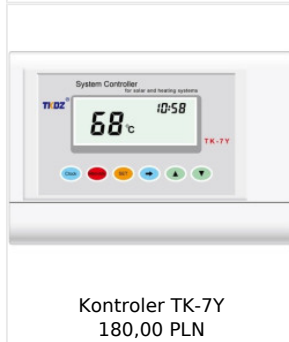 System Controller
for solar and heating systems
TKDZ®
10:58
68 °C
TK-7Y
Clock
SET
Kontroler TK-7Y
180,00 PLN